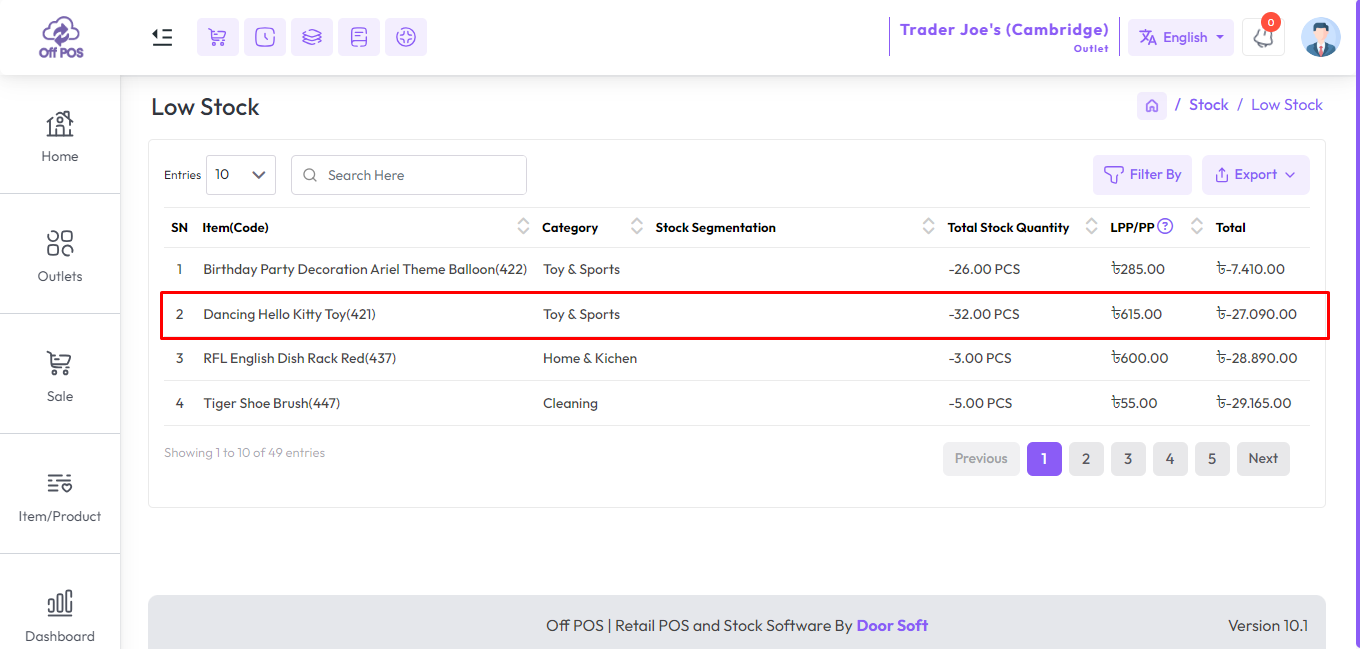 Off POS
Trader Joe's (Cambridge)
Outlet
English
0
Home
Outlets
Sale
Item/Product
Dashboard
Low Stock
/ Stock / Low Stock
Entries 10 Search Here Filter By Export
SN Item(Code) Category Stock Segmentation Total Stock Quantity LPP/PP ? Total
1 Birthday Party Decoration Ariel Theme Balloon(422) Toy & Sports -26.00 PCS ৳285.00 ৳-7.410.00
2 Dancing Hello Kitty Toy(421) Toy & Sports -32.00 PCS ৳615.00 ৳-27.090.00
3 RFL English Dish Rack Red(437) Home & Kichen -3.00 PCS ৳600.00 ৳-28.890.00
4 Tiger Shoe Brush(447) Cleaning -5.00 PCS ৳55.00 ৳-29.165.00
Showing 1 to 10 of 49 entries
Previous 1 2 3 4 5 Next
Off POS | Retail POS and Stock Software By Door Soft
Version 10.1